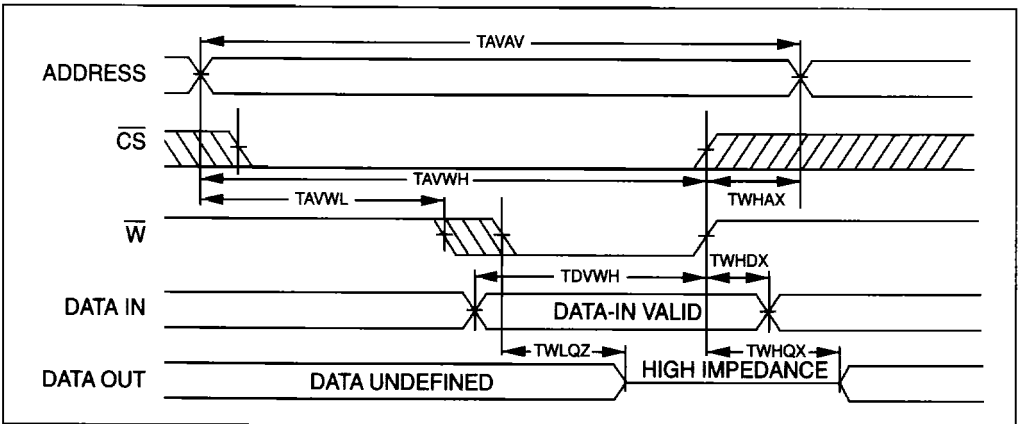 TAVAV
ADDRESS
CS
TAVWH
TAVWL
TWHAX
W
TDVWH
TWHDX
DATA IN
DATA-IN VALID
TWLQZ
TWHQX
DATA OUT
DATA UNDEFINED
HIGH IMPEDANCE